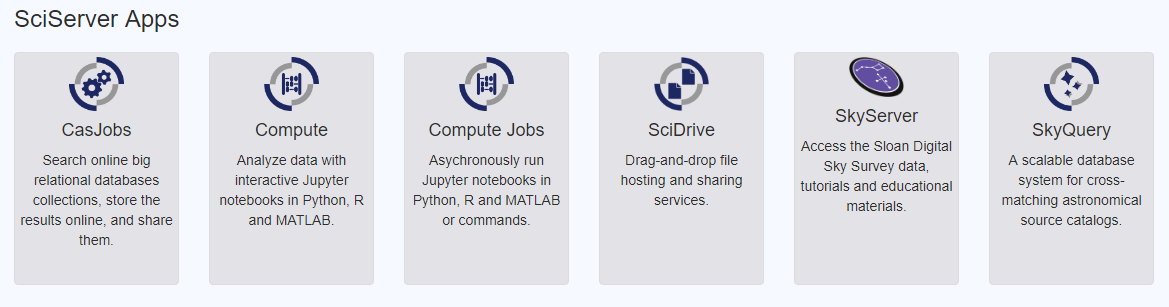 SciServer Apps
CasJobs
Search online big
relational databases
collections, store the
results online, and share
them.
Compute
Analyze data with
interactive Jupyter
notebooks in Python, R
and MATLAB.
Compute Jobs
Asychronously run
Jupyter notebooks in
Python, R and MATLAB
or commands.
SciDrive
Drag-and-drop file
hosting and sharing
services.
SkyServer
Access the Sloan Digital
Sky Survey data,
tutorials and educational
materials.
SkyQuery
A scalable database
system for cross-
matching astronomical
source catalogs.